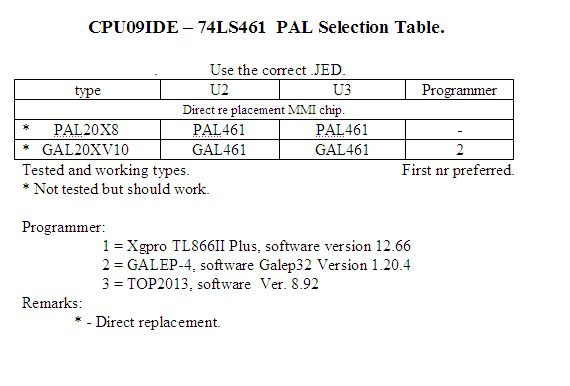 CPU09IDE – 74LS461 PAL Selection Table.
. Use the correct .JED.
type U2 U3 Programmer
Direct re placement MMI chip.
* PAL20X8 PAL461 PAL461 -
* GAL20XV10 GAL461 GAL461 2
Tested and working types. First nr preferred.
* Not tested but should work.
Programmer:
1 = Xgpro TL866II Plus, software version 12.66
2 = GALEP-4, software Galep32 Version 1.20.4
3 = TOP2013, software Ver. 8.92
Remarks:
* - Direct replacement.